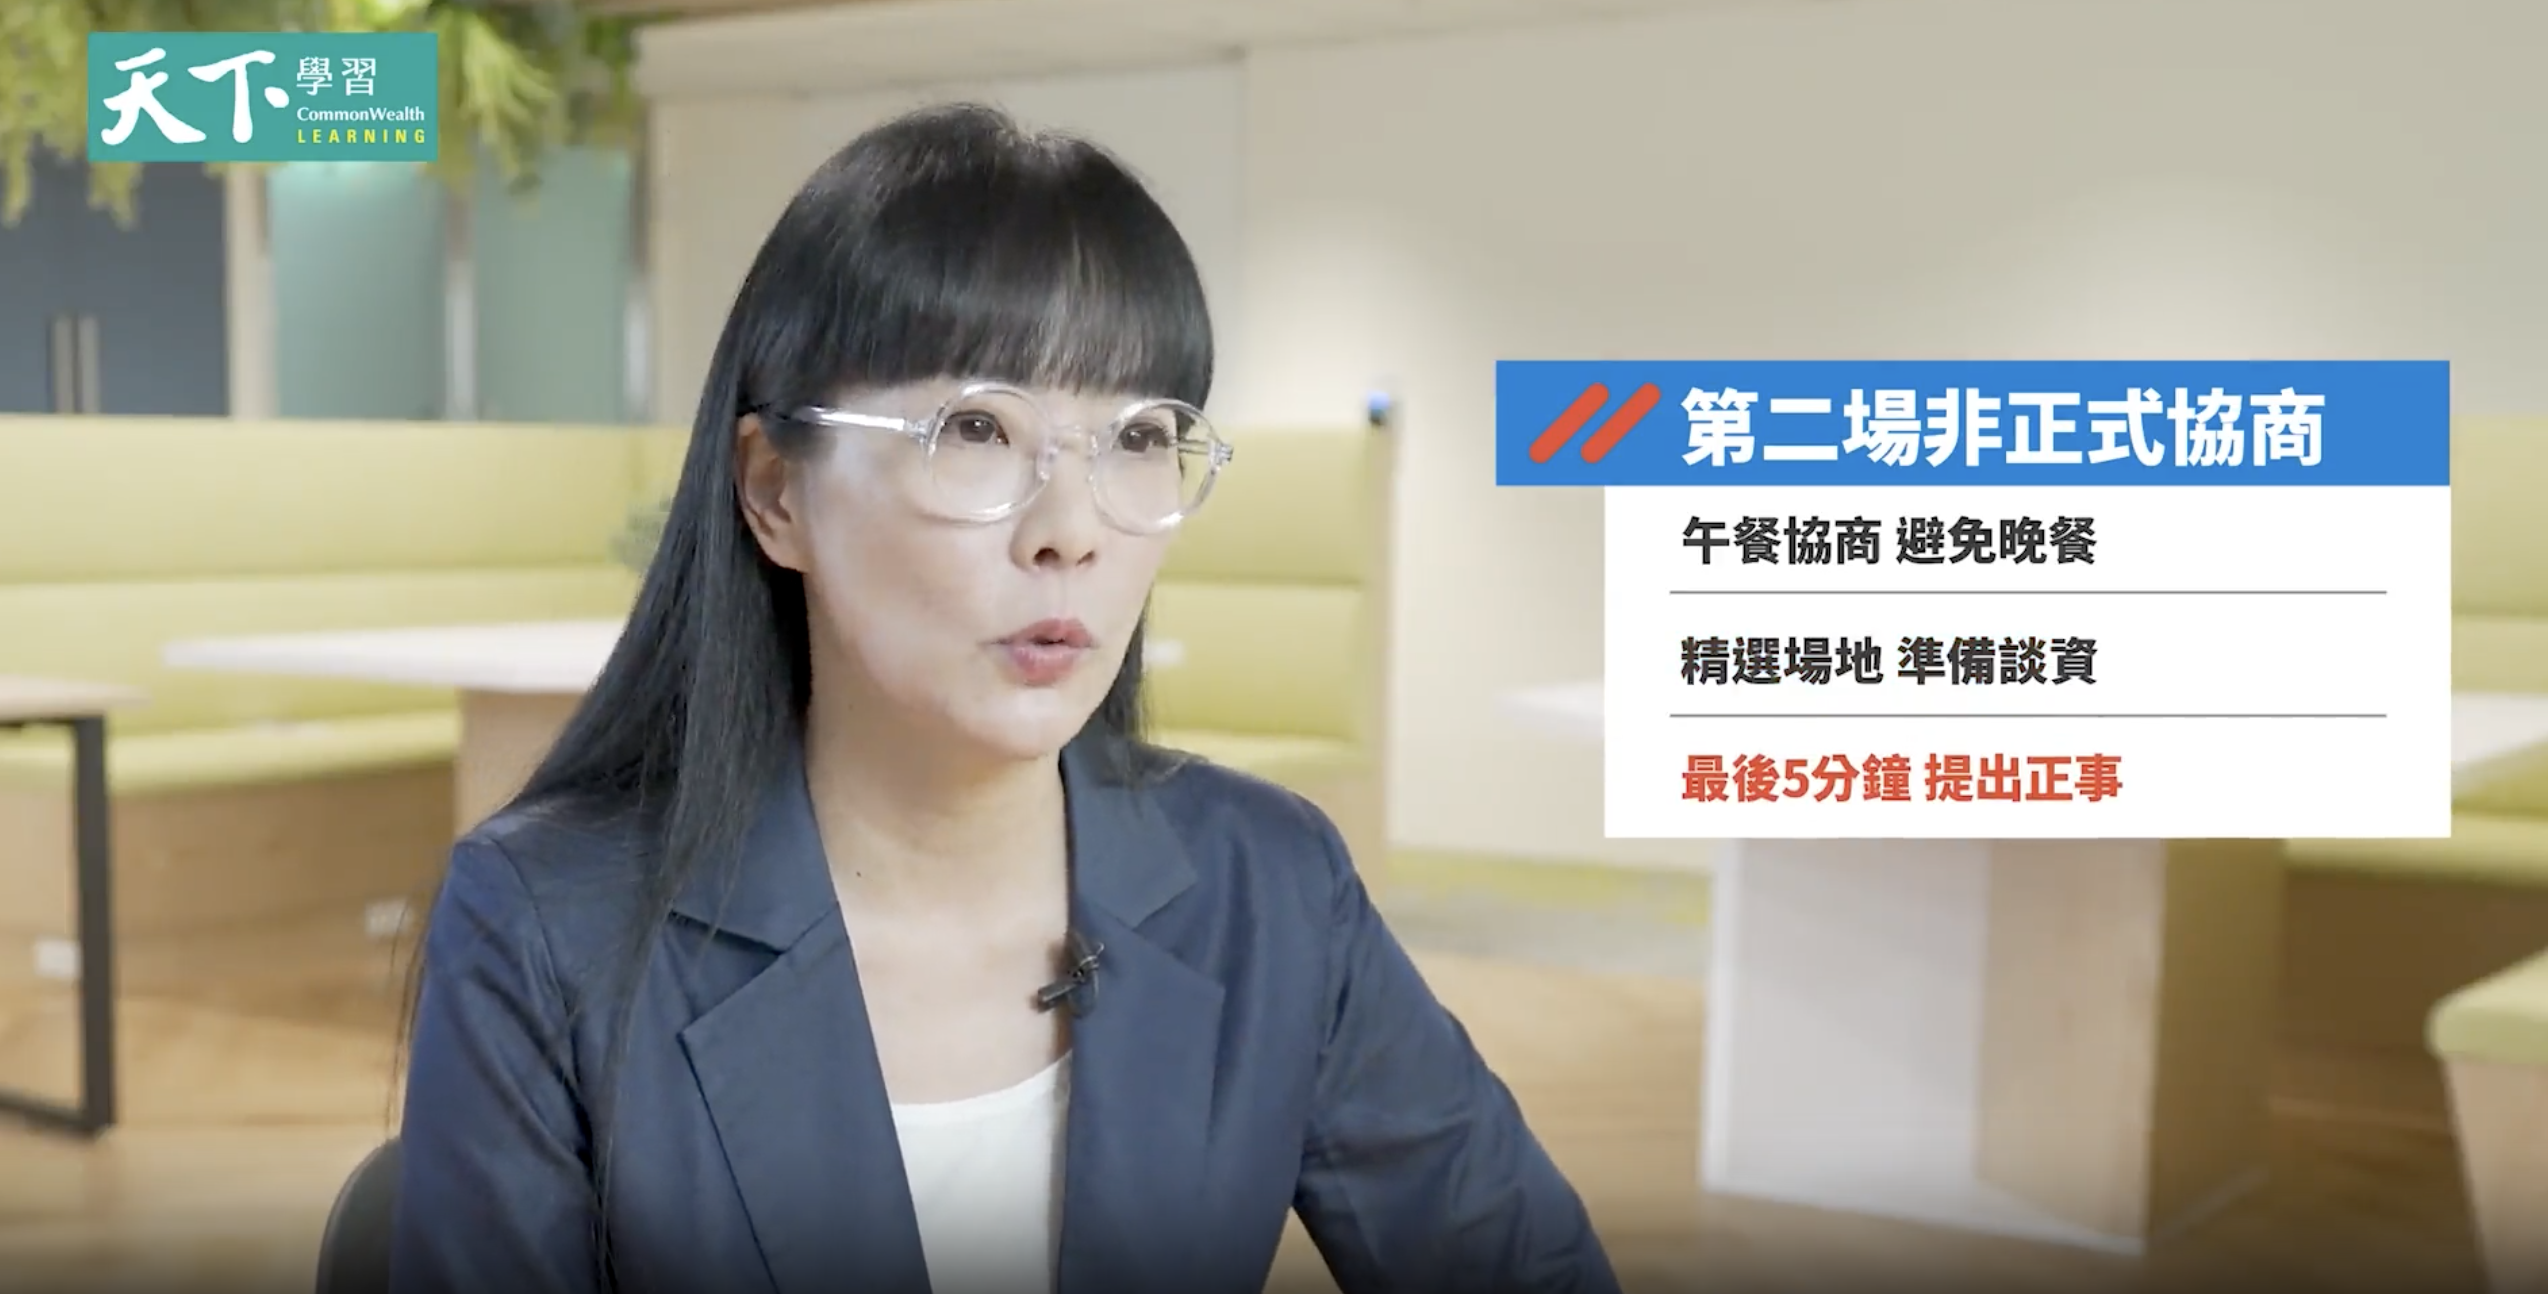 天下學習
CommonWealth
LEARNING
第二場非正式協商
午餐協商 避免晚餐
精選場地 準備談資
最後5分鐘 提出正事